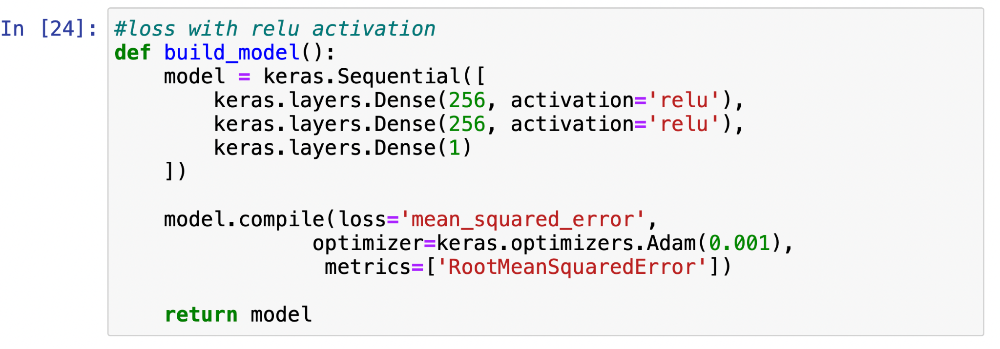 In [24]: #loss with relu activation
def build_model():
    model = keras.Sequential([
        keras.layers.Dense(256, activation='relu'),
        keras.layers.Dense(256, activation='relu'),
        keras.layers.Dense(1)
    ])

    model.compile(loss='mean_squared_error',
                optimizer=keras.optimizers.Adam(0.001),
                 metrics=['RootMeanSquaredError'])

    return model